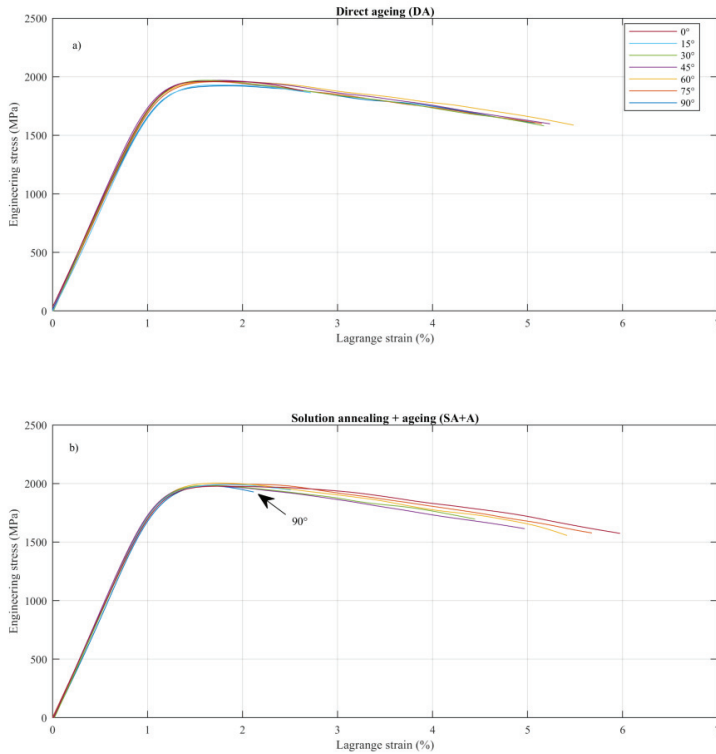 Direct ageing (DA)
a)
0°
15°
30°
45°
60°
75°
90°
2500
2000
1500
1000
500
0
Engineering stress (MPa)
0 1 2 3 4 5 6 7
Lagrange strain (%)
Solution annealing + ageing (SA+A)
b)
90°
2500
2000
1500
1000
500
0
Engineering stress (MPa)
0 1 2 3 4 5 6 7
Lagrange strain (%)